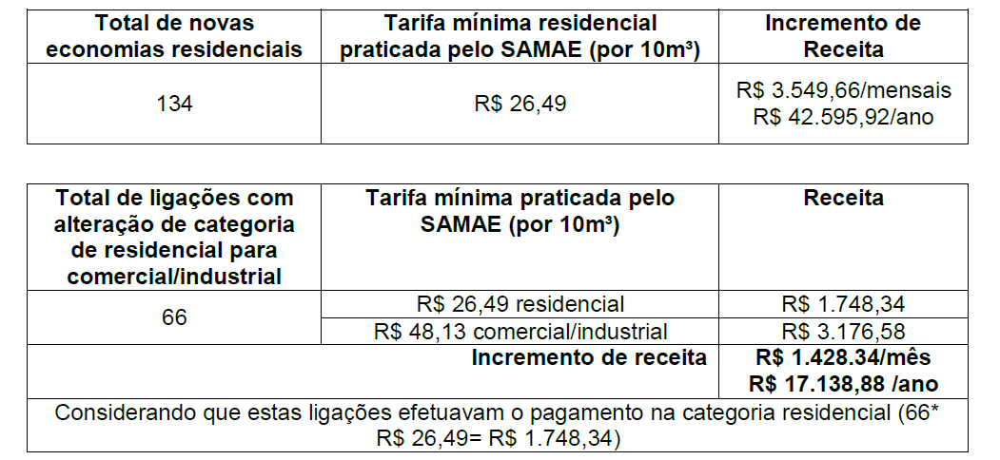 Total de novas
economias residenciais
Tarifa mínima residencial
praticada pelo SAMAE (por 10m³)
Incremento de
Receita
134
R$ 26,49
R$ 3.549,66/mensais
R$ 42.595,92/ano
Total de ligações com
alteração de categoria
de residencial para
comercial/industrial
Tarifa mínima praticada pelo
SAMAE (por 10m³)
Receita
66
R$ 26,49 residencial
R$ 1.748,34
R$ 48,13 comercial/industrial
R$ 3.176,58
Incremento de receita
R$ 1.428.34/mês
R$ 17.138,88 /ano
Considerando que estas ligações efetuavam o pagamento na categoria residencial (66*
R$ 26,49= R$ 1.748,34)